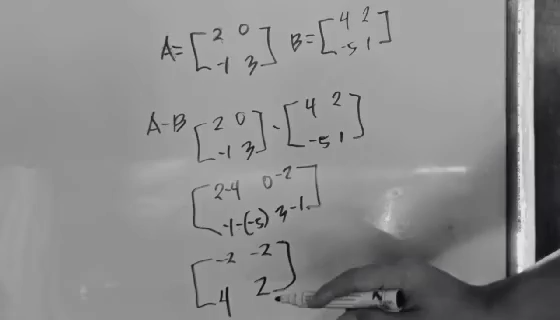 A= [ 2 0 ] B= [ 4 2 ]
[ -1 3 ] [ -5 1 ]
A-B [ 2 0 ] - [ 4 2 ]
[ -1 3 ] [ -5 1 ]
[ 2-4 0-2 ]
[ -1-(-5) 3-1 ]
[ -2 -2 ]
[ 4 2 ]